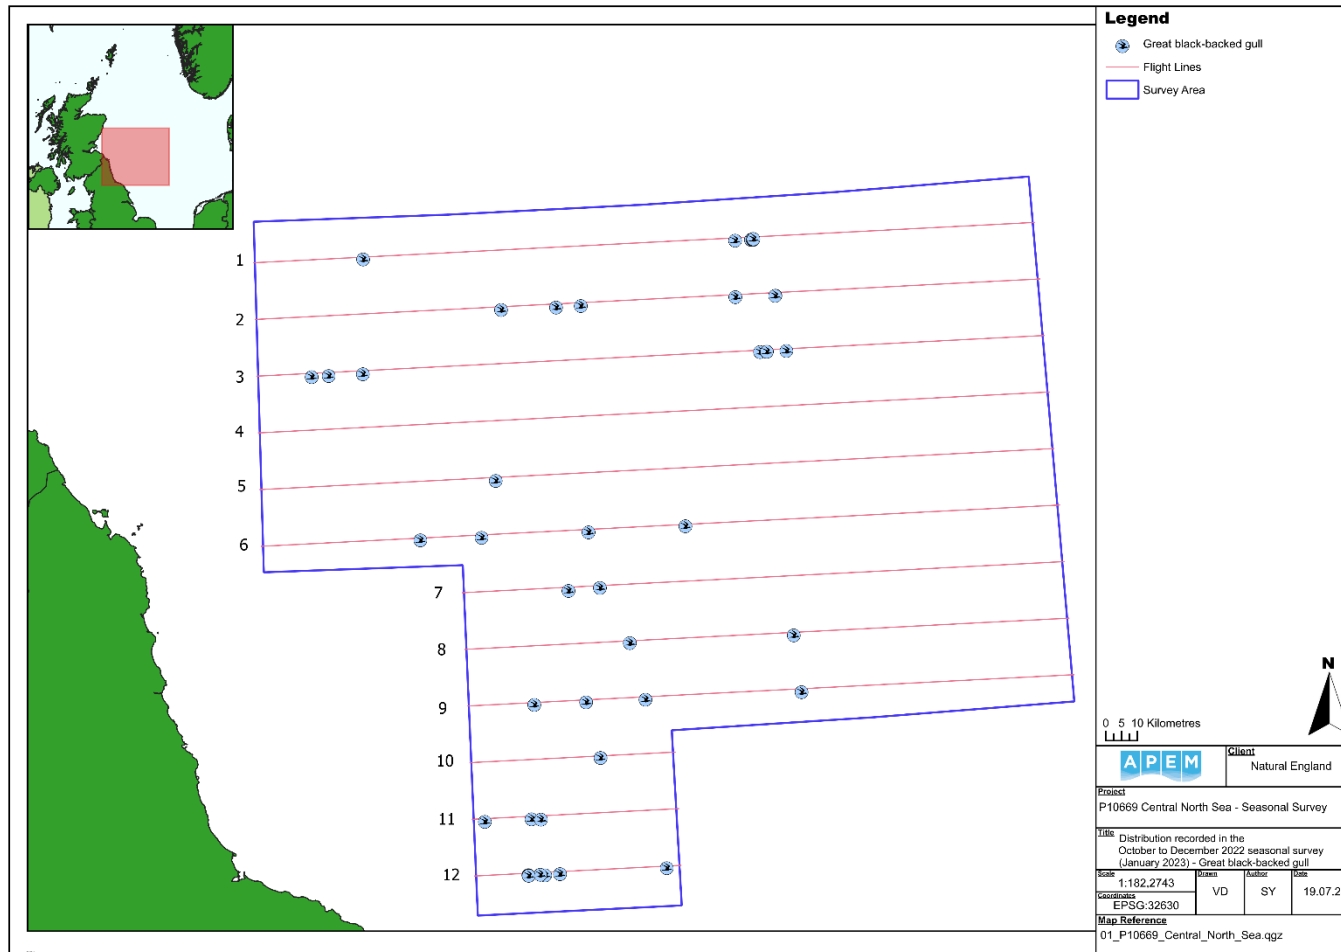 Legend
Great black-backed gull
Flight Lines
Survey Area
1
2
3
4
5
6
7
8
9
10
11
12
N
0 5 10 Kilometres
APEM
Client
Natural England
Project
P10669 Central North Sea - Seasonal Survey
Title
Distribution recorded in the
October to December 2022 seasonal survey
(January 2023) - Great black-backed gull
Scale
1:182,2743
Drawn
VD
Author
SY
Date
19.07.2
Coordinates
EPSG:32630
Map Reference
01_P10669_Central_North_Sea.qgz